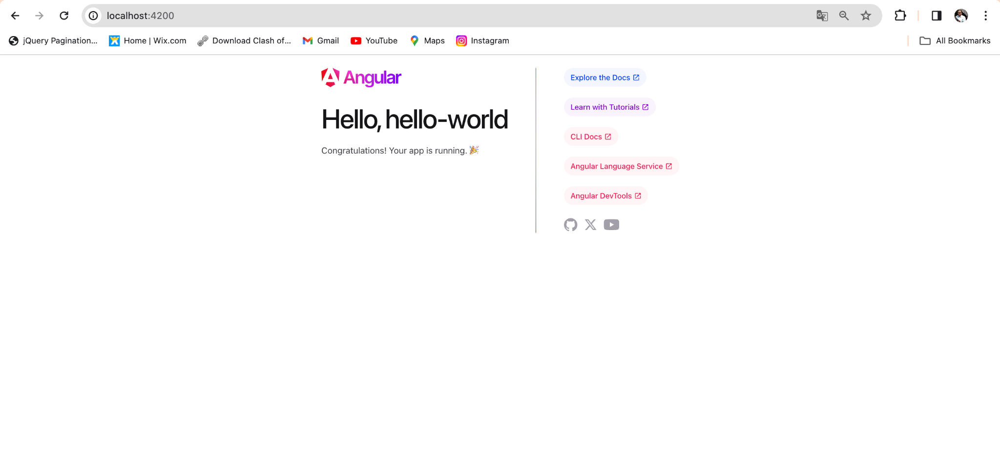 localhost:4200
jQuery Pagination...
Home | Wix.com
Download Clash of...
Gmail
YouTube
Maps
Instagram
All Bookmarks
Angular
Hello, hello-world
Congratulations! Your app is running. 🎉
Explore the Docs
Learn with Tutorials
CLI Docs
Angular Language Service
Angular DevTools